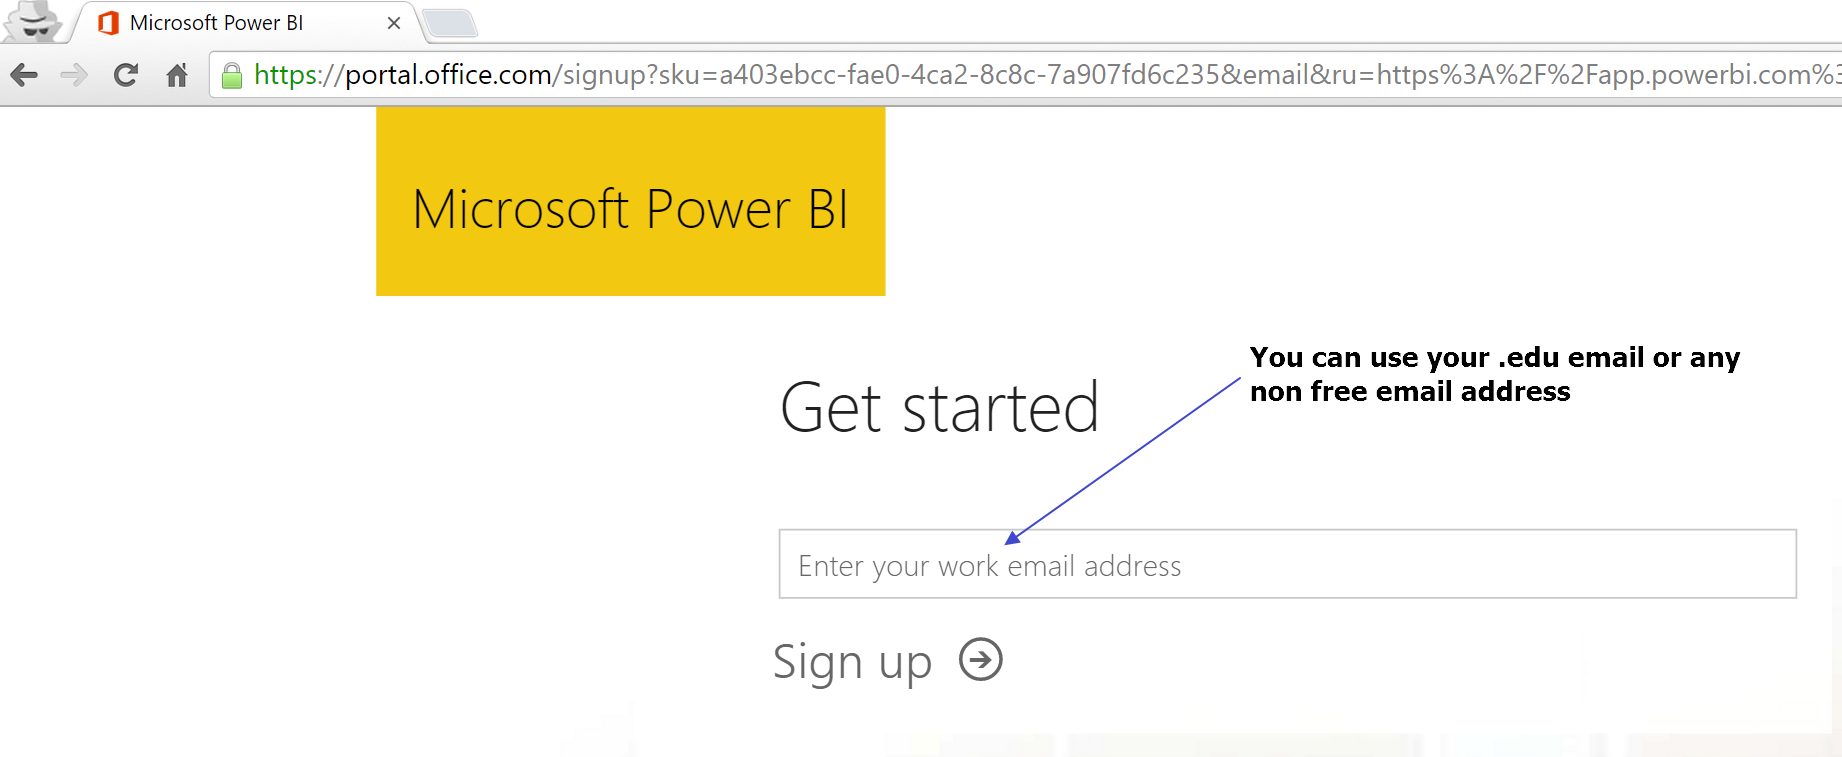 Microsoft Power BI
https://portal.office.com/signup?sku=a403ebcc-fae0-4ca2-8c8c-7a907fd6c235&email&ru=https%3A%2F%2Fapp.powerbi.com%3
Microsoft Power BI
You can use your .edu email or any
non free email address
Get started
Enter your work email address
Sign up